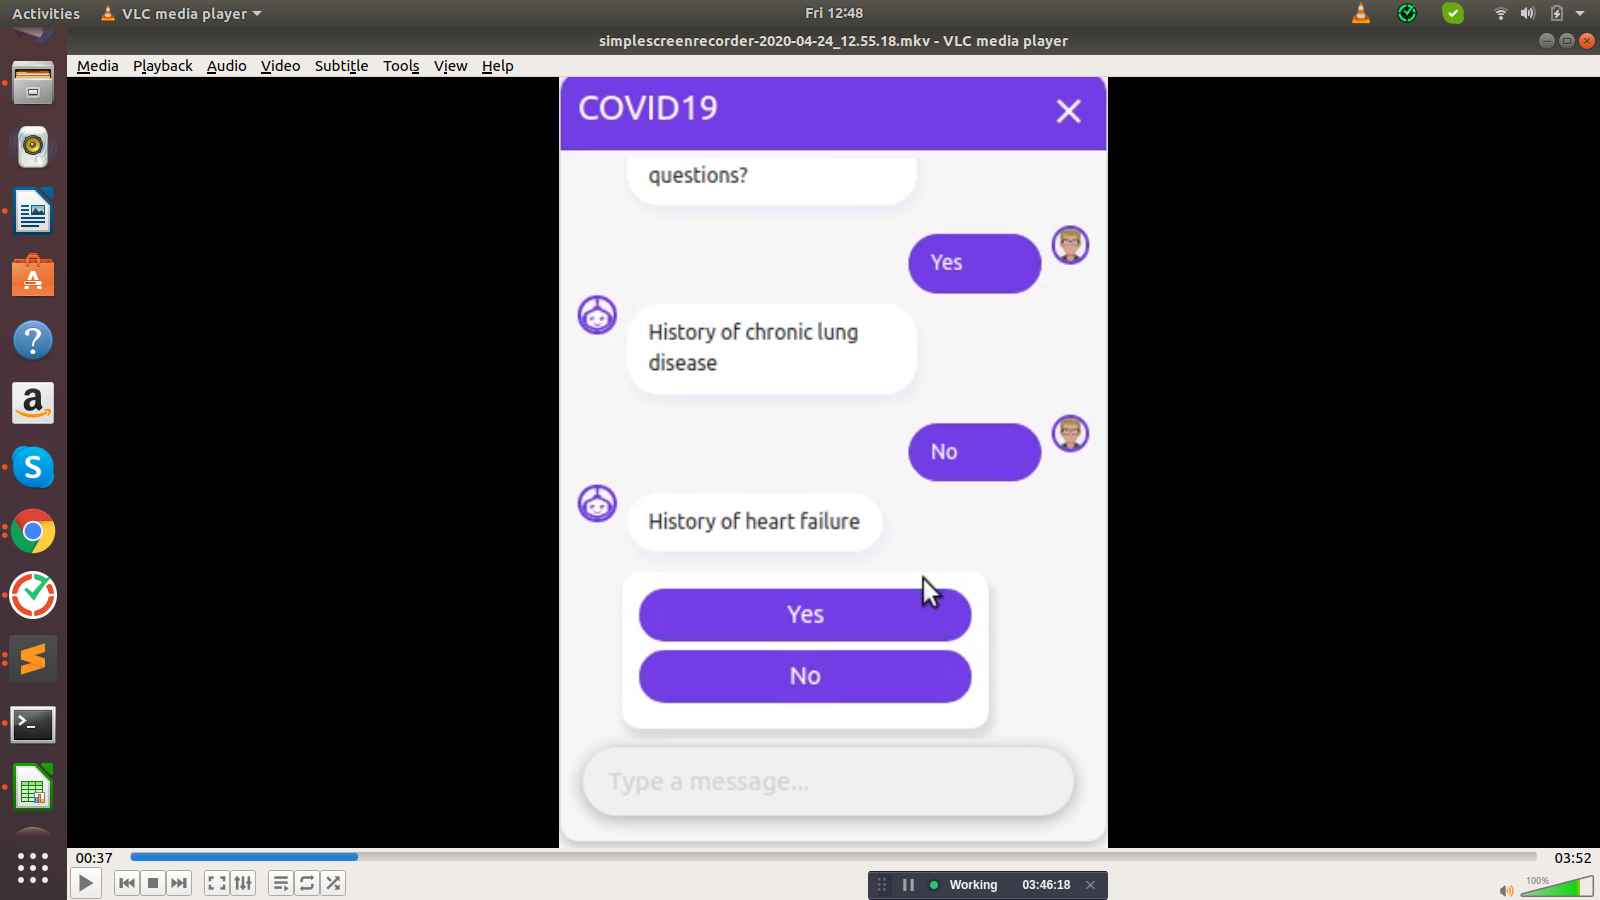 Activities
VLC media player
Fri 12:48
simplescreenrecorder-2020-04-24_12.55.18.mkv - VLC media player
Media Playback Audio Video Subtitle Tools View Help
COVID19
questions?
Yes
History of chronic lung
disease
No
History of heart failure
Yes
No
Type a message...
00:37
03:52
Working
03:46:18
100%